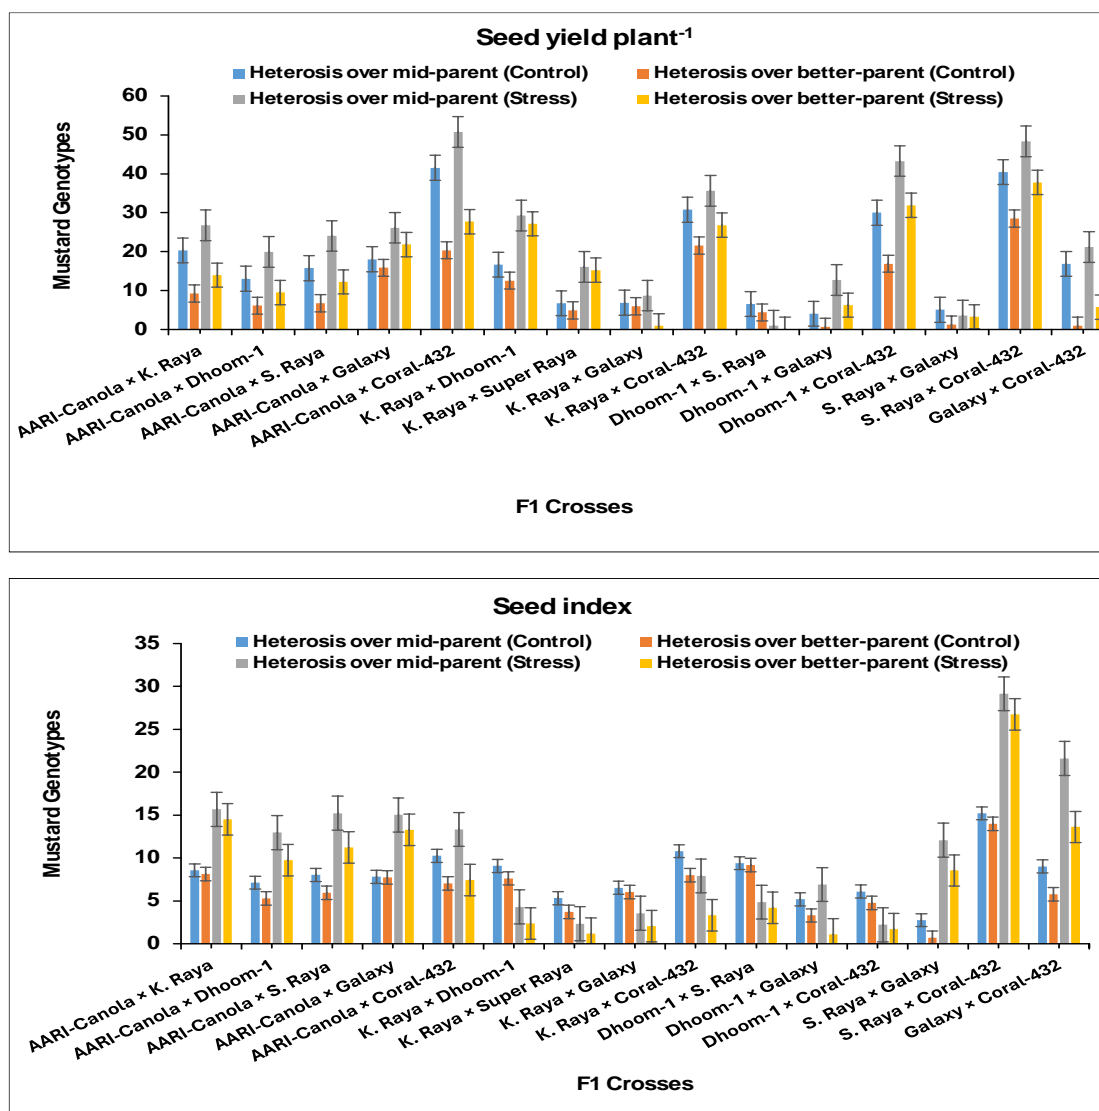 Seed yield plant-1
Heterosis over mid-parent (Control)
Heterosis over better-parent (Control)
Heterosis over mid-parent (Stress)
Heterosis over better-parent (Stress)
Mustard Genotypes
60
50
40
30
20
10
0
AARI-Canola × K. Raya
AARI-Canola × Dhoom-1
AARI-Canola × S. Raya
AARI-Canola × Galaxy
AARI-Canola × Coral-432
K. Raya × Dhoom-1
K. Raya × Super Raya
K. Raya × Galaxy
K. Raya × Coral-432
Dhoom-1 × S. Raya
Dhoom-1 × Galaxy
Dhoom-1 × Coral-432
S. Raya × Galaxy
S. Raya × Coral-432
Galaxy × Coral-432
F1 Crosses
Seed index
Heterosis over mid-parent (Control)
Heterosis over better-parent (Control)
Heterosis over mid-parent (Stress)
Heterosis over better-parent (Stress)
Mustard Genotypes
35
30
25
20
15
10
5
0
AARI-Canola × K. Raya
AARI-Canola × Dhoom-1
AARI-Canola × S. Raya
AARI-Canola × Galaxy
AARI-Canola × Coral-432
K. Raya × Dhoom-1
K. Raya × Super Raya
K. Raya × Galaxy
K. Raya × Coral-432
Dhoom-1 × S. Raya
Dhoom-1 × Galaxy
Dhoom-1 × Coral-432
S. Raya × Galaxy
S. Raya × Coral-432
Galaxy × Coral-432
F1 Crosses